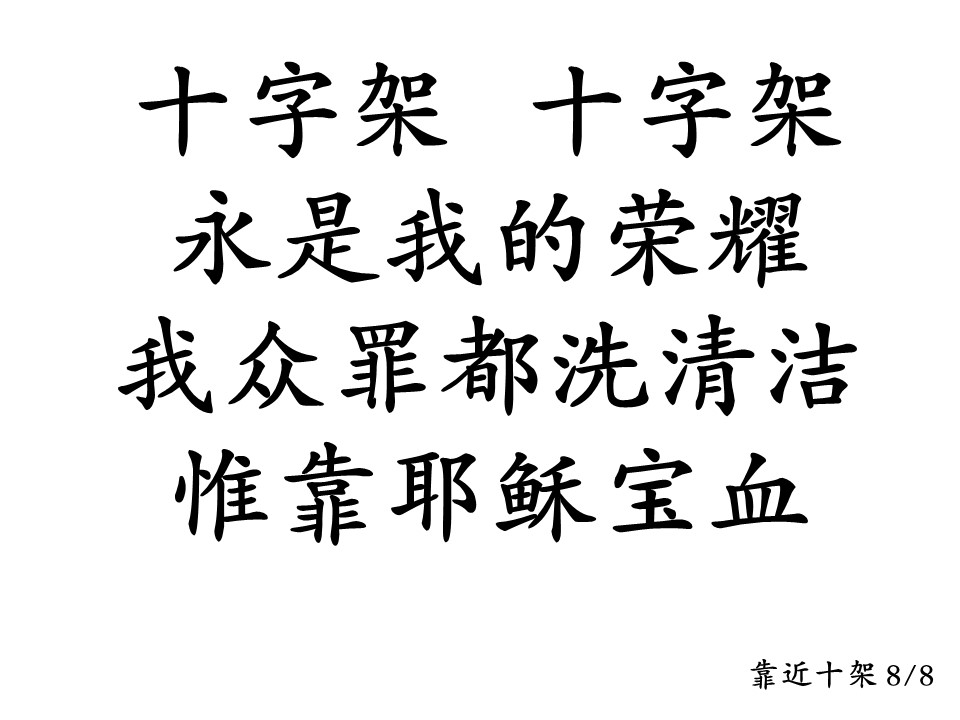 十字架 十字架
永是我的荣耀
我众罪都洗清洁
惟靠耶稣宝血
靠近十架 8/8